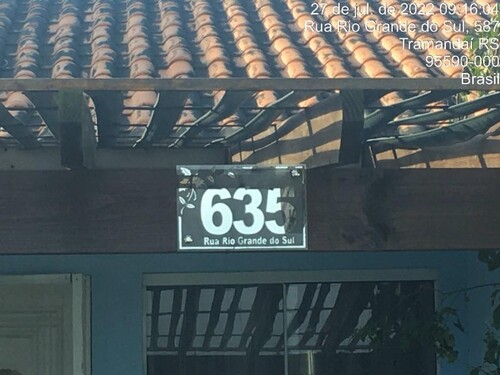 27 de jul. de 2022 09:16:04
Rua Rio Grande do Sul, 587
Tramandaí RS
95590-000
Brasil
635
Rua Rio Grande do Sul